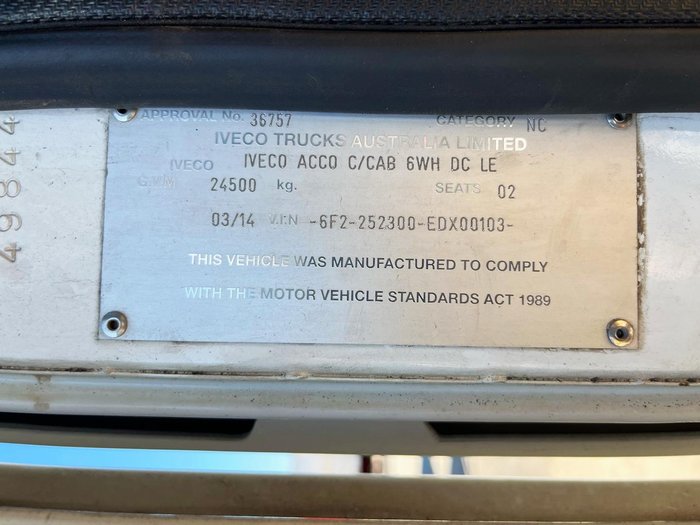 APPROVAL No. 36757 CATEGORY NC
IVECO TRUCKS AUSTRALIA LIMITED
IVECO IVECO ACCO C/CAB 6WH DC LE
G.V.M 24500 kg. SEATS 02
03/14 V.I.N -6F2-252300-EDX00103-
THIS VEHICLE WAS MANUFACTURED TO COMPLY
WITH THE MOTOR VEHICLE STANDARDS ACT 1989
49844